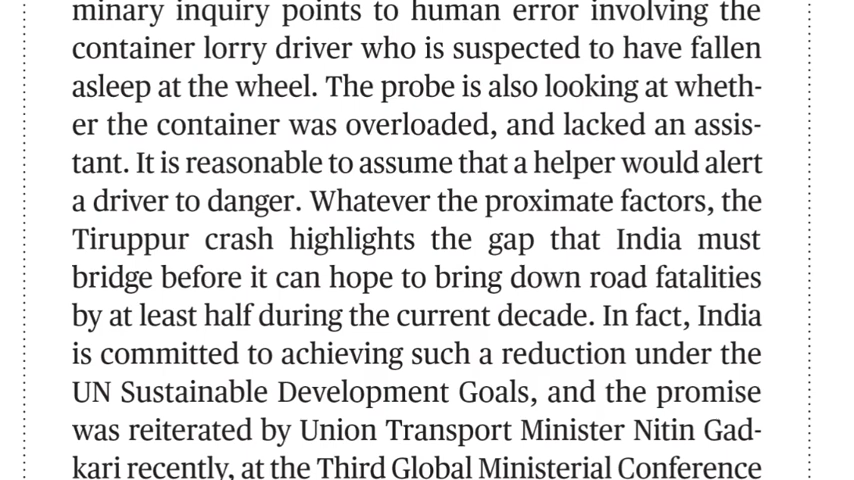 minary inquiry points to human error involving the
container lorry driver who is suspected to have fallen
asleep at the wheel. The probe is also looking at wheth-
er the container was overloaded, and lacked an assis-
tant. It is reasonable to assume that a helper would alert
a driver to danger. Whatever the proximate factors, the
Tiruppur crash highlights the gap that India must
bridge before it can hope to bring down road fatalities
by at least half during the current decade. In fact, India
is committed to achieving such a reduction under the
UN Sustainable Development Goals, and the promise
was reiterated by Union Transport Minister Nitin Gad-
kari recently, at the Third Global Ministerial Conference